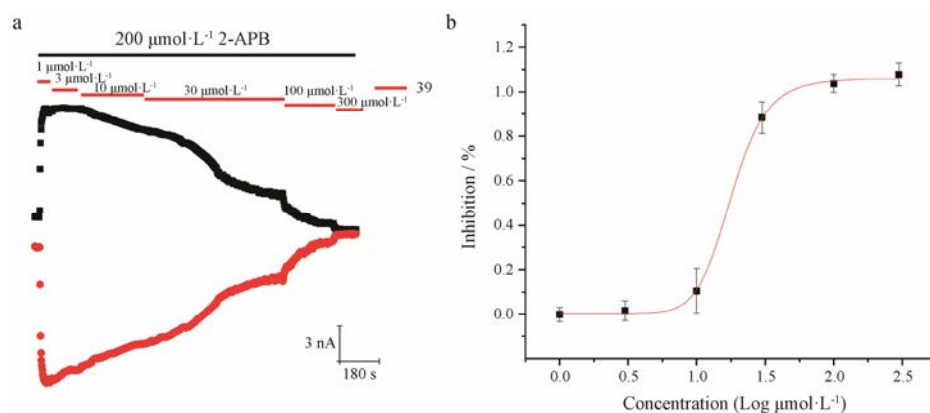 a
200 μmol·L⁻¹ 2-APB
1 μmol·L⁻¹
3 μmol·L⁻¹
10 μmol·L⁻¹
30 μmol·L⁻¹
100 μmol·L⁻¹
300 μmol·L⁻¹
39
3 nA
180 s
b
1.2
1.0
0.8
0.6
0.4
0.2
0.0
Inhibition / %
0.0 0.5 1.0 1.5 2.0 2.5
Concentration (Log μmol·L⁻¹)